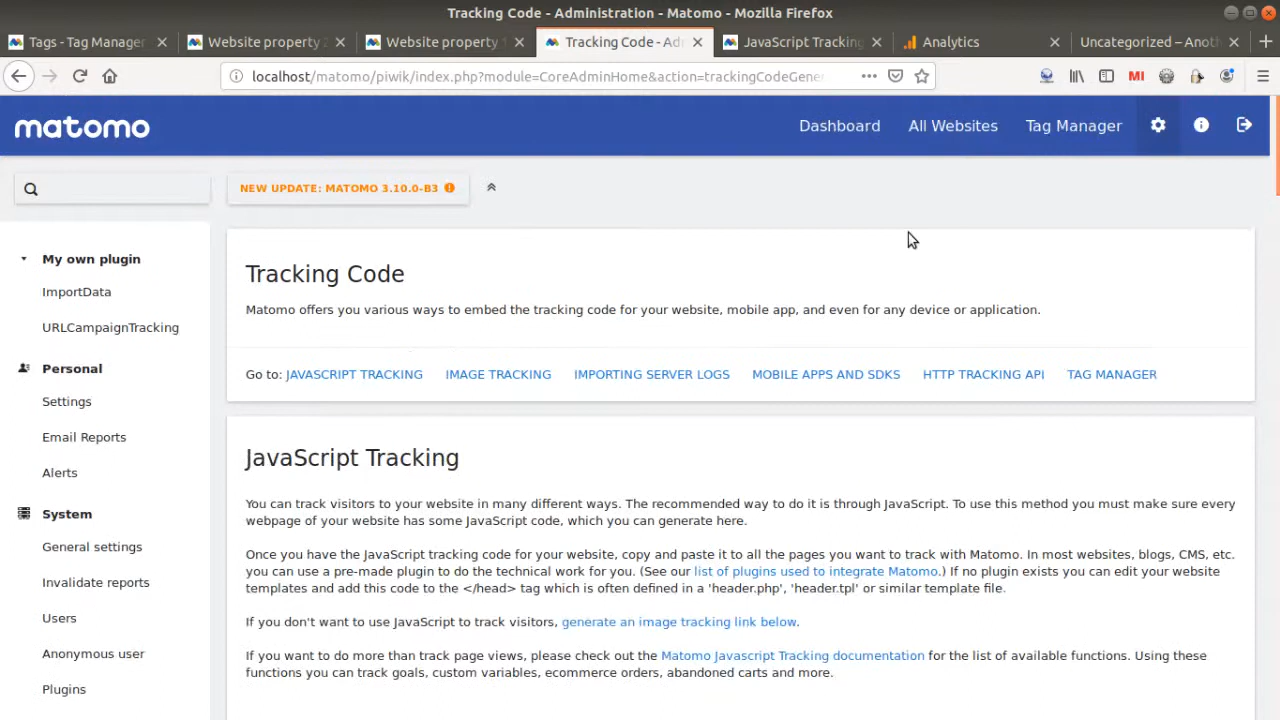 Tracking Code - Administration - Matomo - Mozilla Firefox
Tags - Tag Manager
Website property 2
Website property 1
Tracking Code - Adm
JavaScript Tracking
Analytics
Uncategorized – Anoth
localhost/matomo/piwik/index.php?module=CoreAdminHome&action=trackingCodeGener
MI
matomo
Dashboard
All Websites
Tag Manager
NEW UPDATE: MATOMO 3.10.0-B3
My own plugin
ImportData
URLCampaignTracking
Personal
Settings
Email Reports
Alerts
System
General settings
Invalidate reports
Users
Anonymous user
Plugins
Tracking Code
Matomo offers you various ways to embed the tracking code for your website, mobile app, and even for any device or application.
Go to: JAVASCRIPT TRACKING IMAGE TRACKING IMPORTING SERVER LOGS MOBILE APPS AND SDKS HTTP TRACKING API TAG MANAGER
JavaScript Tracking
You can track visitors to your website in many different ways. The recommended way to do it is through JavaScript. To use this method you must make sure every
webpage of your website has some JavaScript code, which you can generate here.
Once you have the JavaScript tracking code for your website, copy and paste it to all the pages you want to track with Matomo. In most websites, blogs, CMS, etc.
you can use a pre-made plugin to do the technical work for you. (See our list of plugins used to integrate Matomo.) If no plugin exists you can edit your website
templates and add this code to the </head> tag which is often defined in a 'header.php', 'header.tpl' or similar template file.
If you don't want to use JavaScript to track visitors, generate an image tracking link below.
If you want to do more than track page views, please check out the Matomo Javascript Tracking documentation for the list of available functions. Using these
functions you can track goals, custom variables, ecommerce orders, abandoned carts and more.